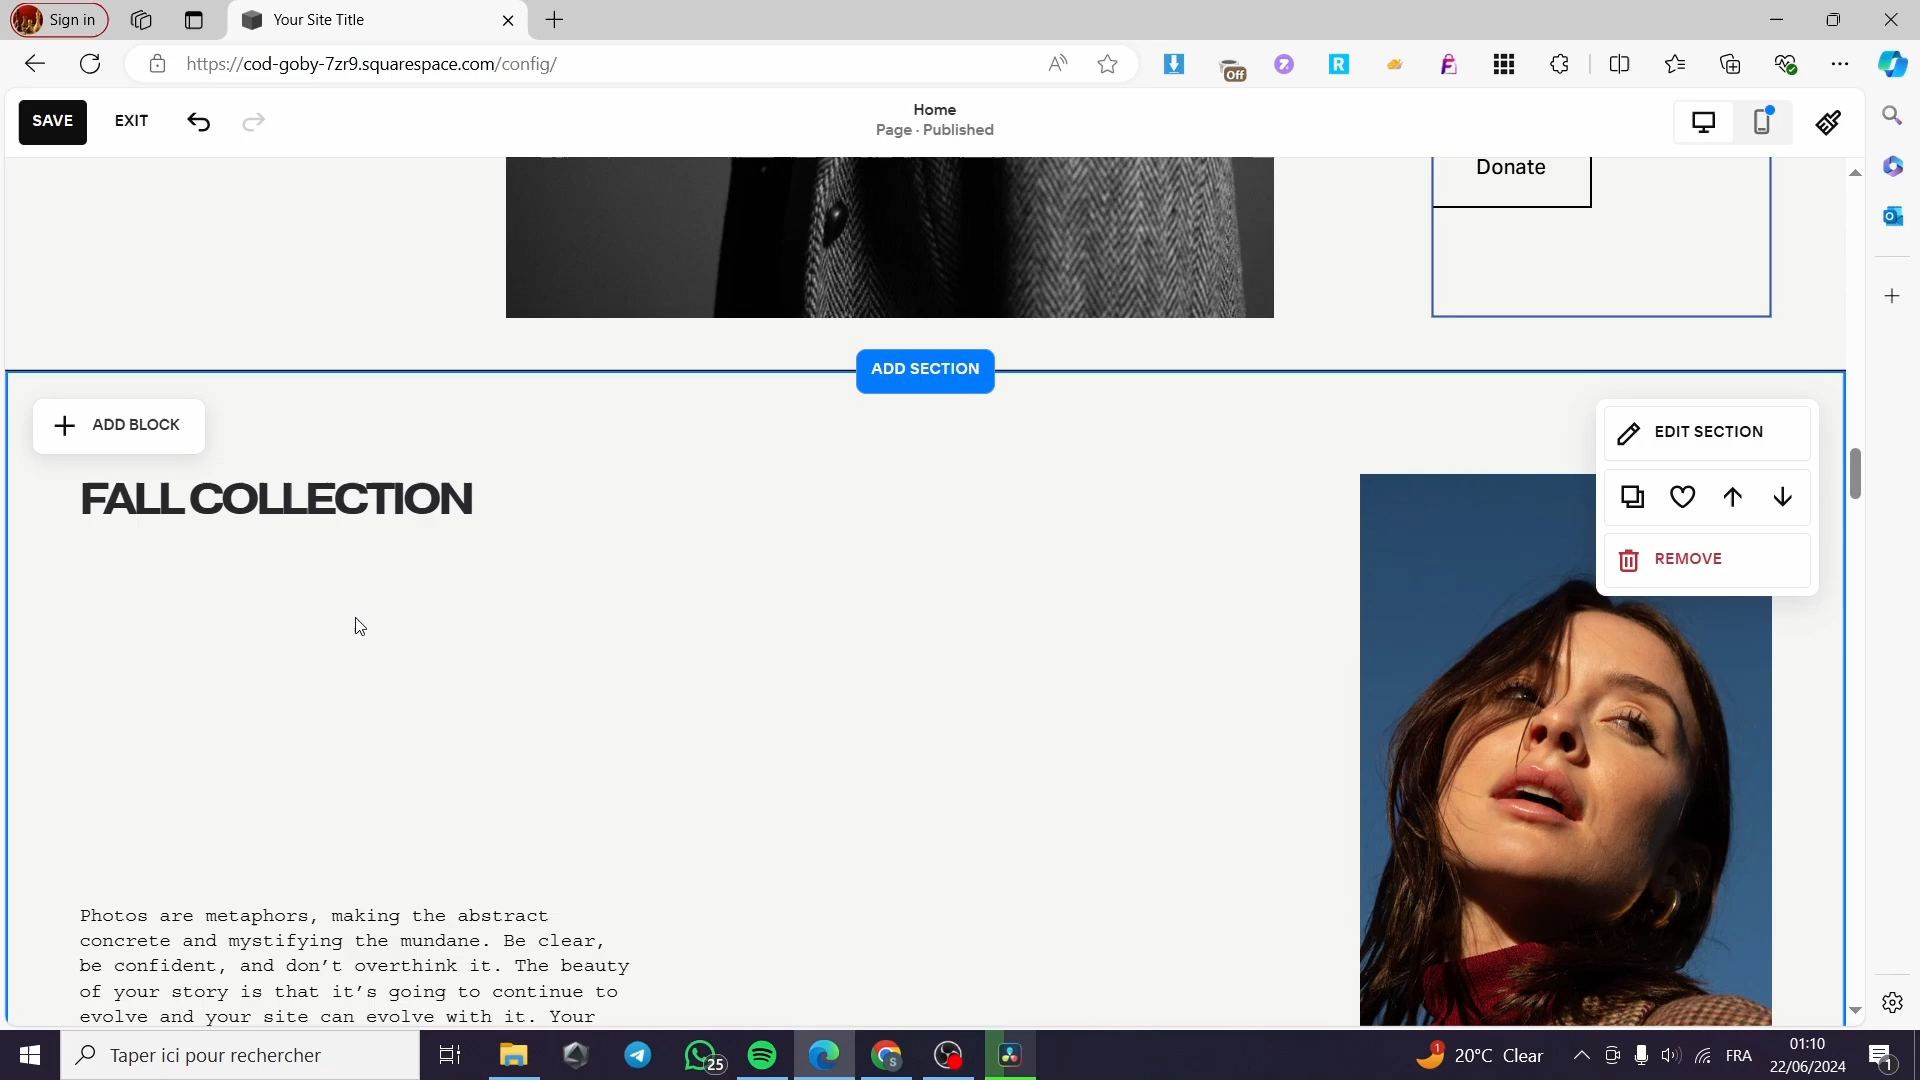 Sign in
Your Site Title
https://cod-goby-7zr9.squarespace.com/config/
Off
SAVE
EXIT
Home
Page · Published
Donate
ADD SECTION
ADD BLOCK
EDIT SECTION
FALL COLLECTION
REMOVE
Photos are metaphors, making the abstract
concrete and mystifying the mundane. Be clear,
be confident, and don’t overthink it. The beauty
of your story is that it’s going to continue to
evolve and your site can evolve with it. Your
Taper ici pour rechercher
25
1
20°C Clear
FRA
01:10
22/06/2024
1